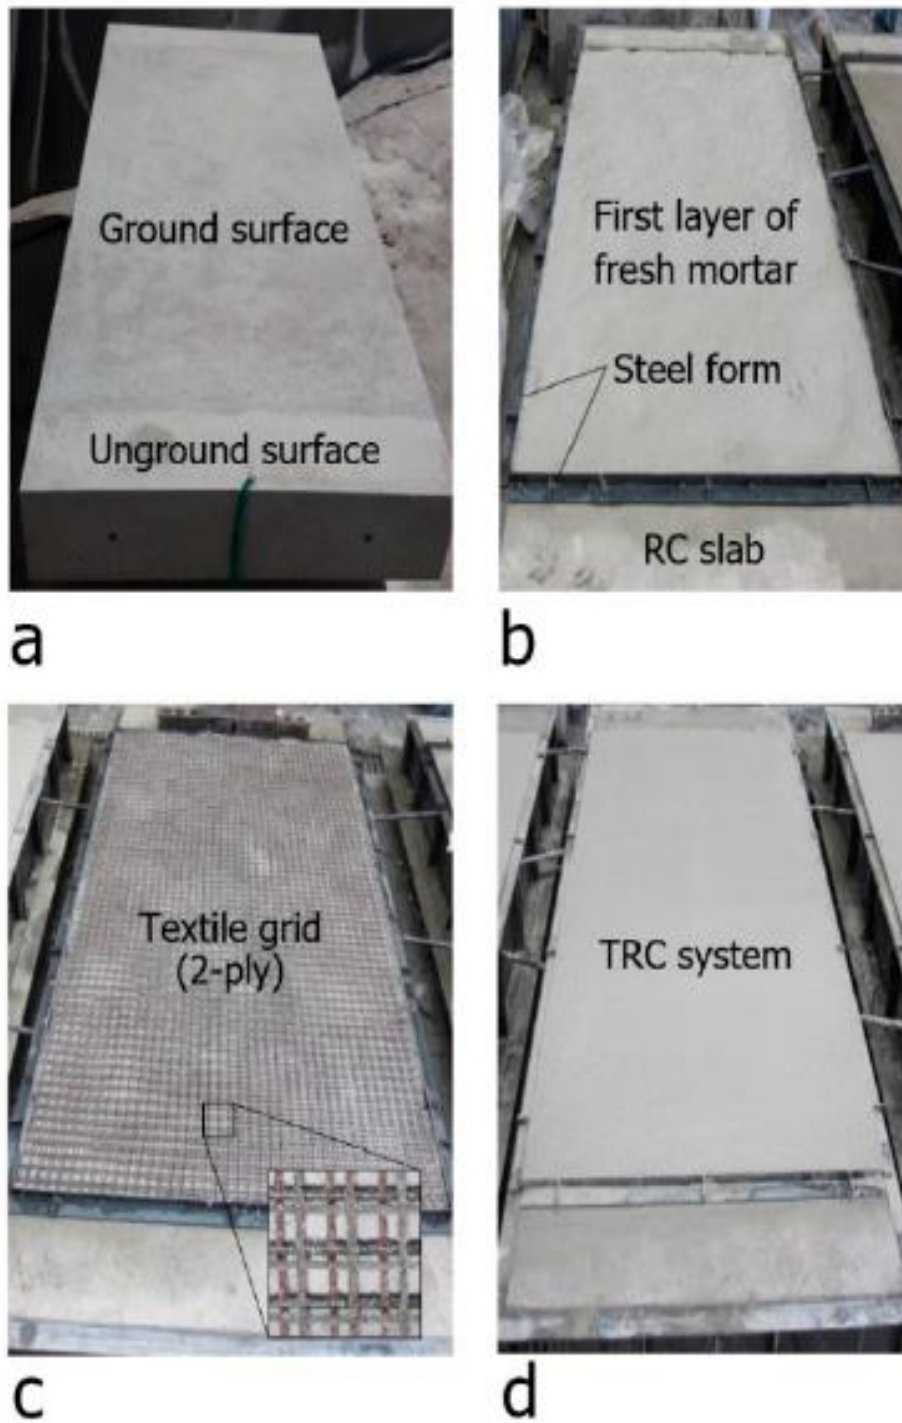 Ground surface
Unground surface
a
First layer of
fresh mortar
Steel form
RC slab
b
Textile grid
(2-ply)
c
TRC system
d